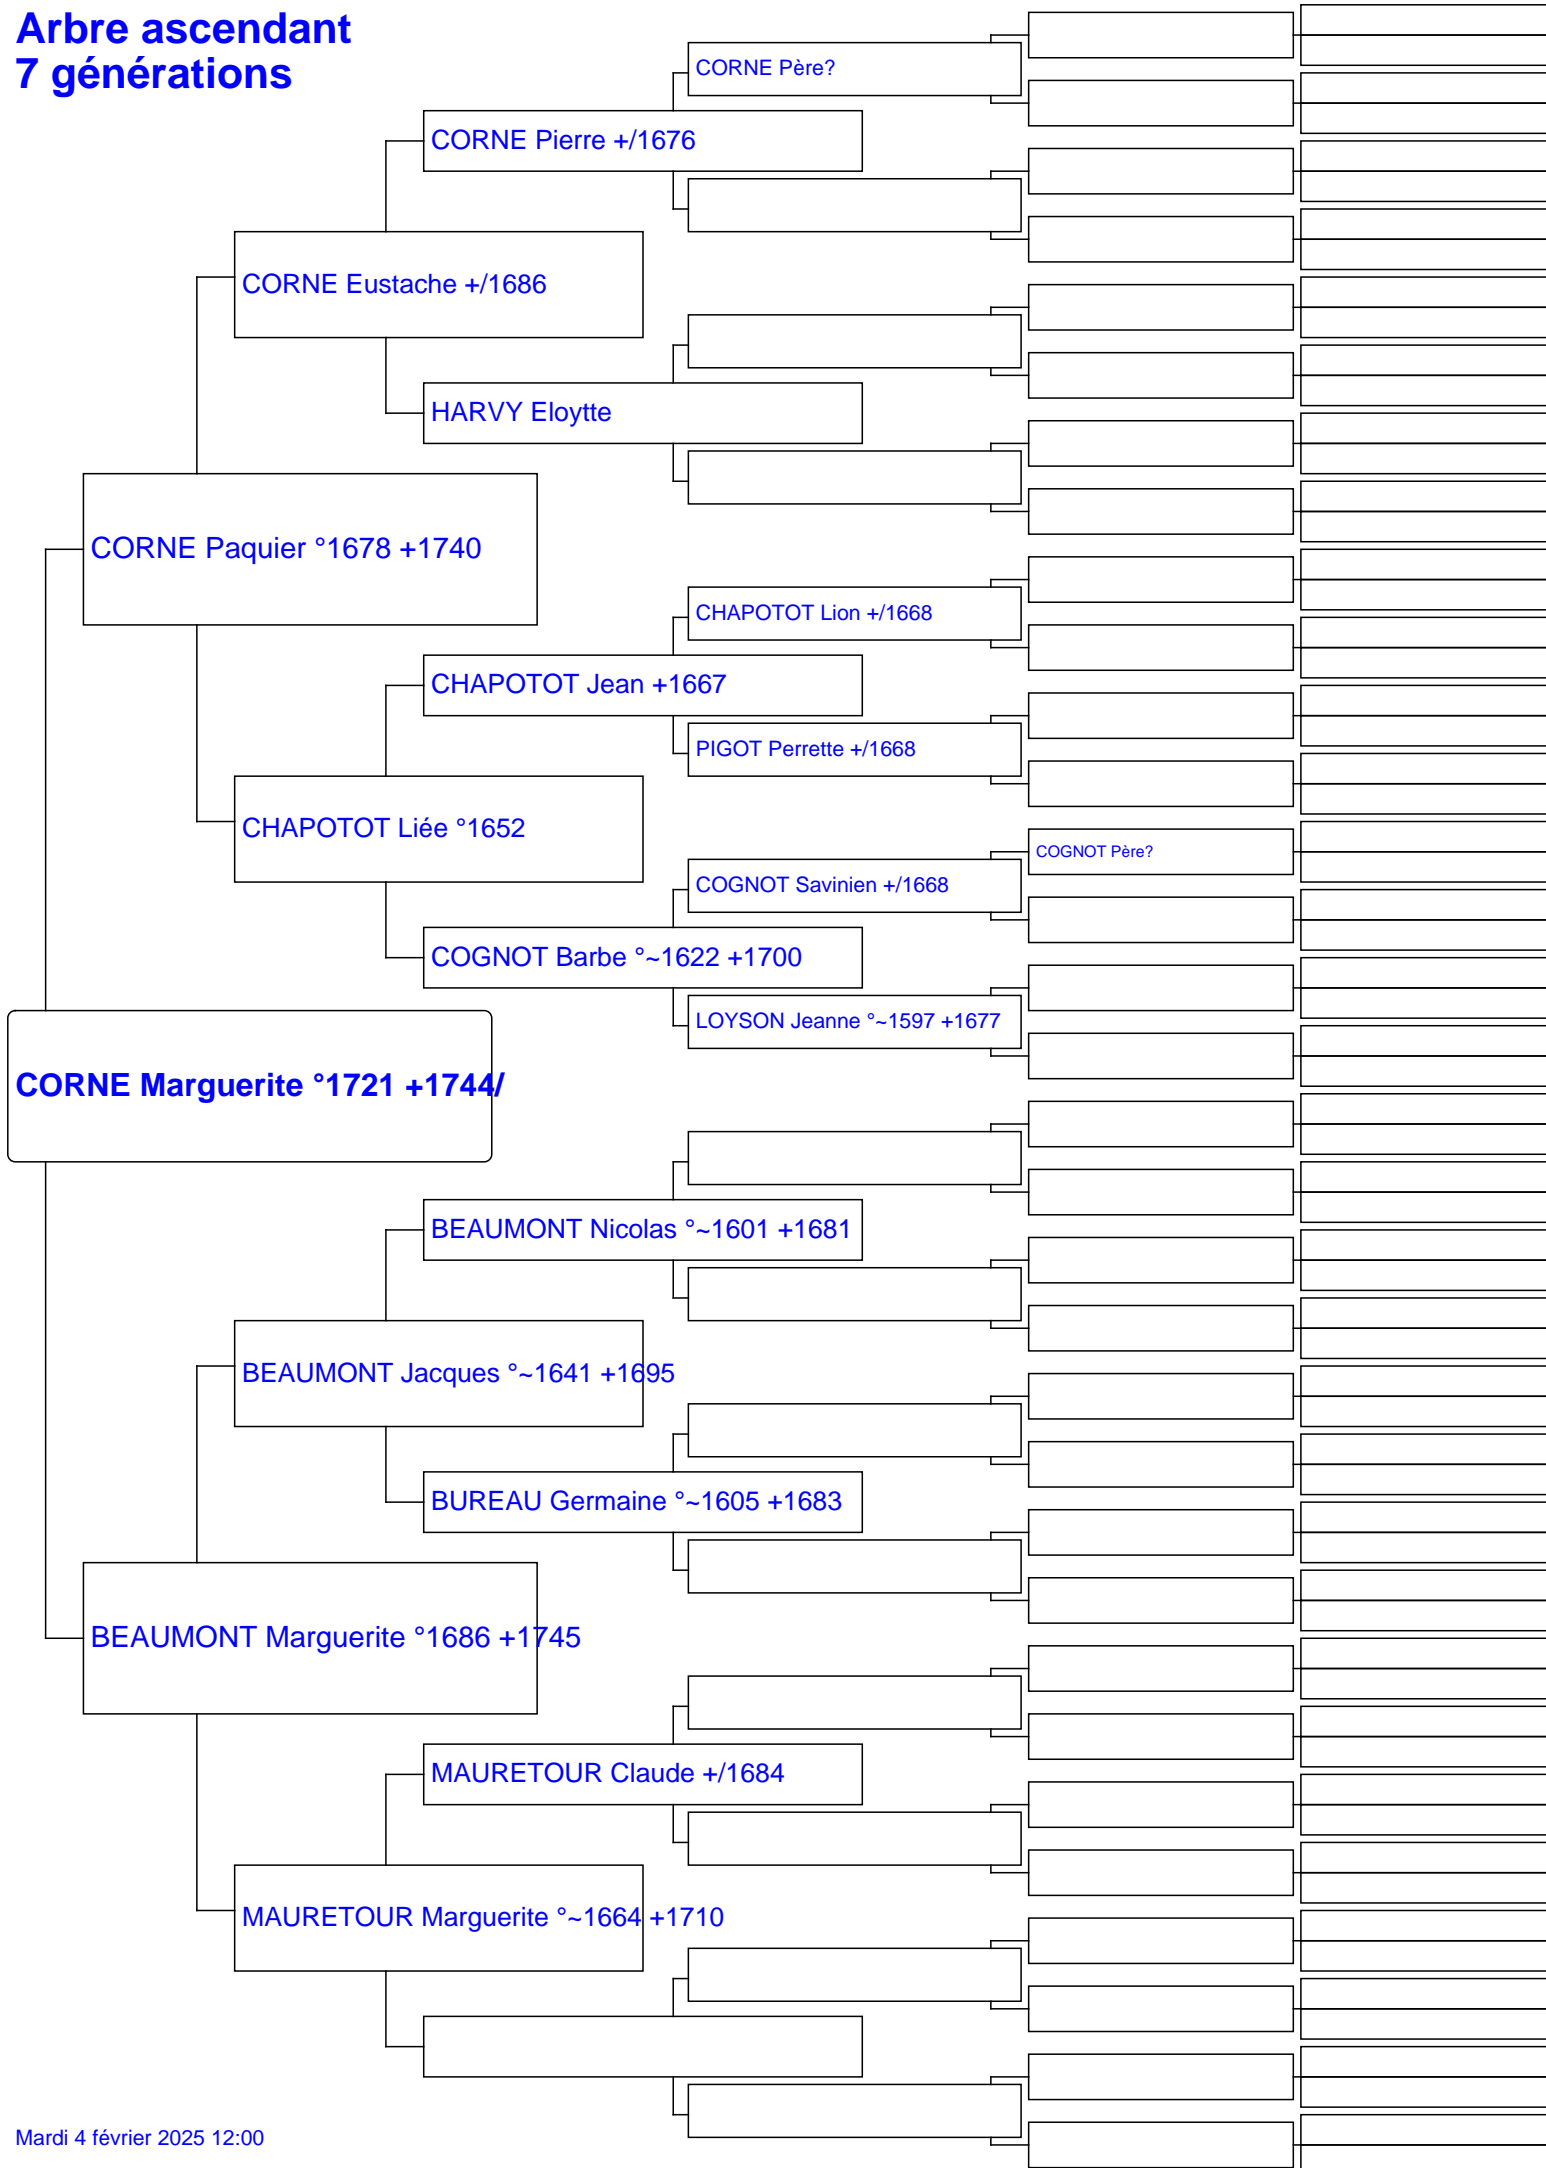 Arbre ascendant
7 générations
CORNE Père?
CORNE Pierre +/1676
CORNE Eustache +/1686
HARVY Eloytte
CORNE Paquier °1678 +1740
CHAPOTOT Lion +/1668
CHAPOTOT Jean +1667
PIGOT Perrette +/1668
CHAPOTOT Liée °1652
COGNOT Père?
COGNOT Savinien +/1668
COGNOT Barbe °~1622 +1700
LOYSON Jeanne °~1597 +1677
CORNE Marguerite °1721 +1744/
BEAUMONT Nicolas °~1601 +1681
BEAUMONT Jacques °~1641 +1695
BUREAU Germaine °~1605 +1683
BEAUMONT Marguerite °1686 +1745
MAURETOUR Claude +/1684
MAURETOUR Marguerite °~1664 +1710
Mardi 4 février 2025 12:00